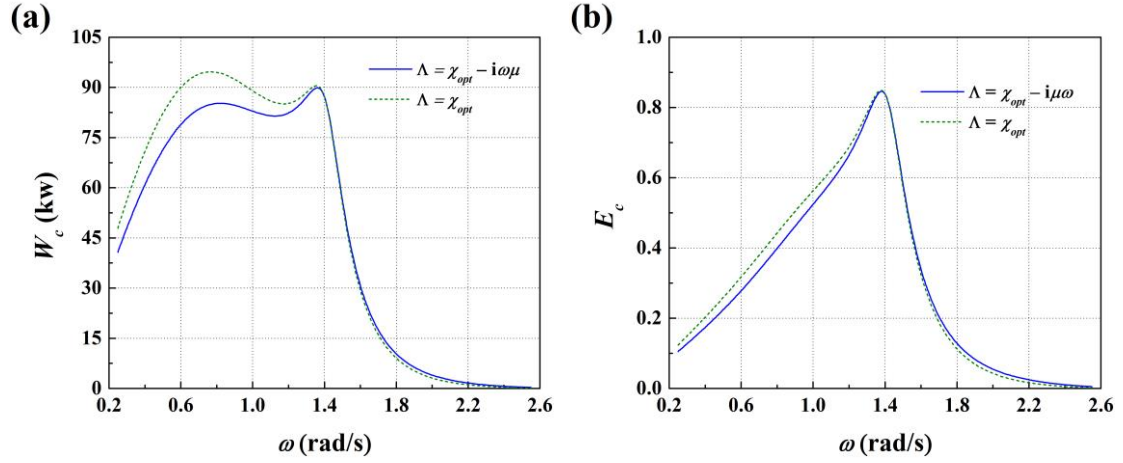 (a)
105
90
75
60
45
30
15
0
W_c (kw)
Λ = χ_opt − iωμ
Λ = χ_opt
0.2 0.6 1.0 1.4 1.8 2.2 2.6
ω (rad/s)
(b)
1.0
0.8
0.6
0.4
0.2
0.0
E_c
Λ = χ_opt − iμω
Λ = χ_opt
0.2 0.6 1.0 1.4 1.8 2.2 2.6
ω (rad/s)